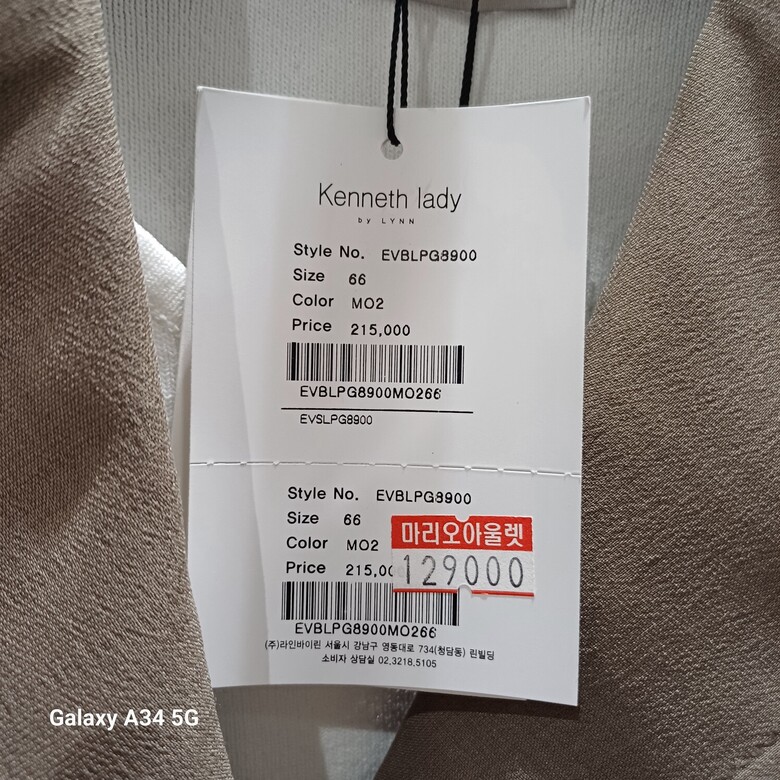 Kenneth lady
by LYNN
Style No. EVBLPG8900
Size 66
Color MO2
Price 215,000
EVBLPG8900MO266
EVSLPG8900
Style No. EVBLPG8900
Size 66
Color MO2
Price 215,00
마리오아울렛
129000
EVBLPG8900MO266
(주)라인바이린 서울시 강남구 영동대로 734(청담동) 린빌딩
소비자 상담실 02.3218.5105
Galaxy A34 5G